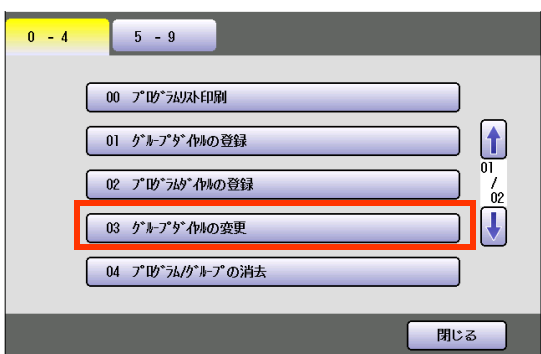 0 - 4
5 - 9
00 ﾌﾟﾛｸﾞﾗﾑﾘｽﾄ印刷
01 ｸﾞﾙｰﾌﾟﾀﾞｲﾔﾙの登録
02 ﾌﾟﾛｸﾞﾗﾑﾀﾞｲﾔﾙの登録
03 ｸﾞﾙｰﾌﾟﾀﾞｲﾔﾙの変更
04 ﾌﾟﾛｸﾞﾗﾑ/ｸﾞﾙｰﾌﾟの消去
01
/
02
閉じる